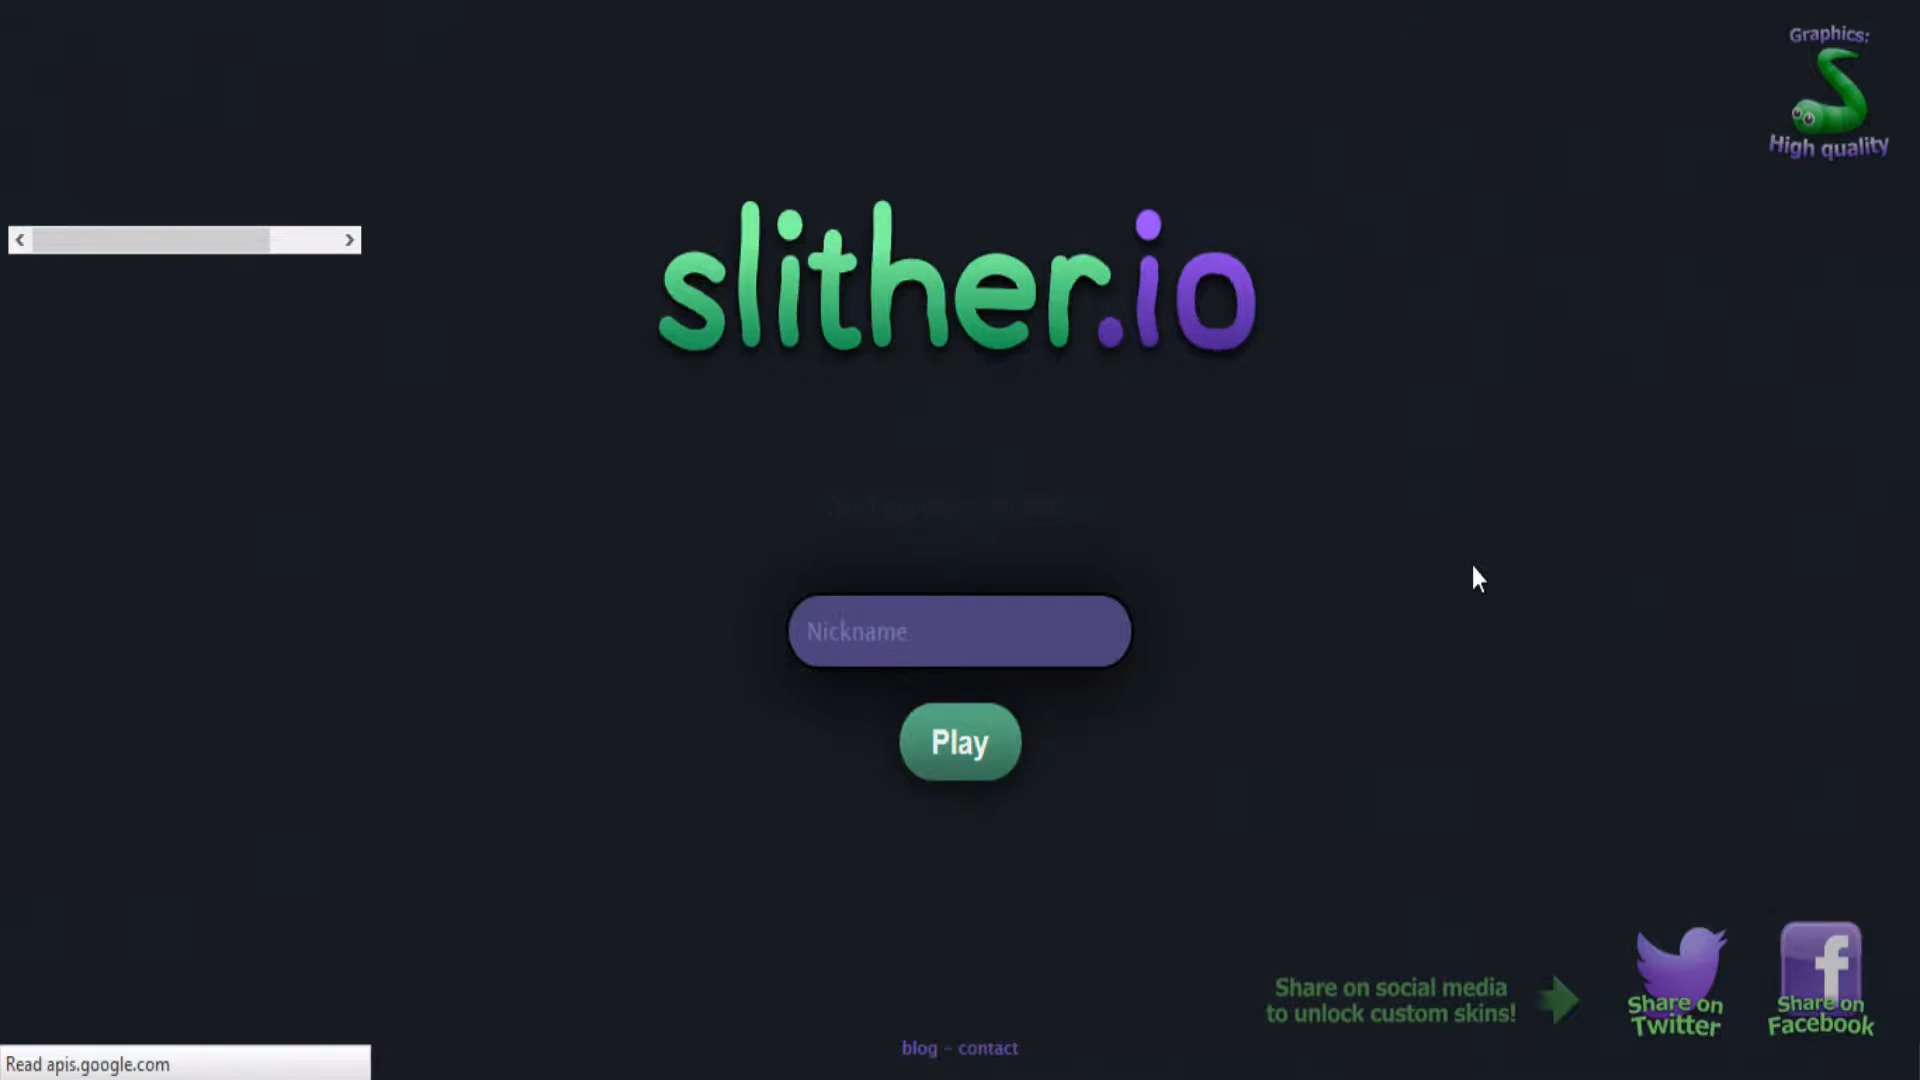 Graphics:
High quality
slither.io
Nickname
Play
Share on social media
to unlock custom skins!
Share on
Twitter
Share on
Facebook
blog - contact
Read apis.google.com